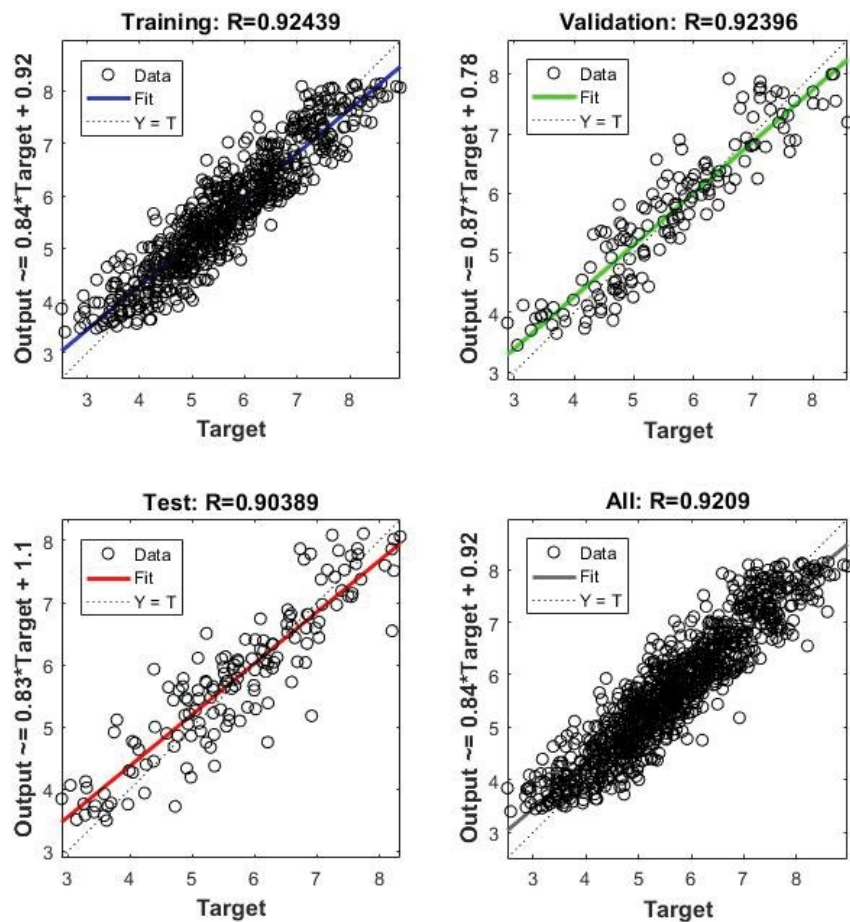 Training: R=0.92439
Output ~= 0.84*Target + 0.92
Data
Fit
Y = T
8
7
6
5
4
3
3 4 5 6 7 8
Target
Validation: R=0.92396
Output ~= 0.87*Target + 0.78
Data
Fit
Y = T
8
7
6
5
4
3
3 4 5 6 7 8
Target
Test: R=0.90389
Output ~= 0.83*Target + 1.1
Data
Fit
Y = T
8
7
6
5
4
3
3 4 5 6 7 8
Target
All: R=0.9209
Output ~= 0.84*Target + 0.92
Data
Fit
Y = T
8
7
6
5
4
3
3 4 5 6 7 8
Target